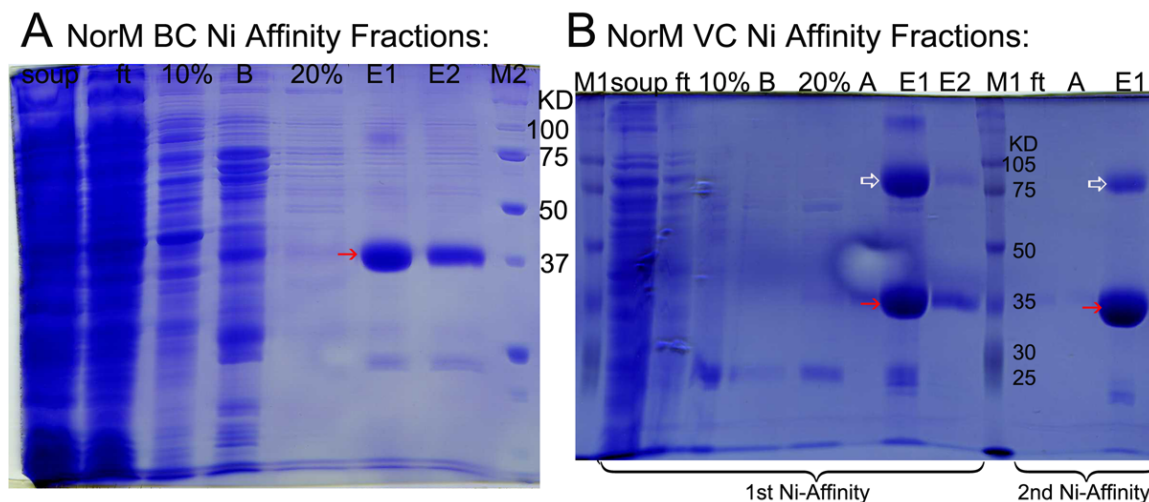 A NorM BC Ni Affinity Fractions:
soup ft 10% B 20% E1 E2 M2
KD
100
75
50
37
B NorM VC Ni Affinity Fractions:
M1 soup ft 10% B 20% A E1 E2 M1 ft A E1
KD
105
75
50
35
30
25
1st Ni-Affinity 2nd Ni-Affinity